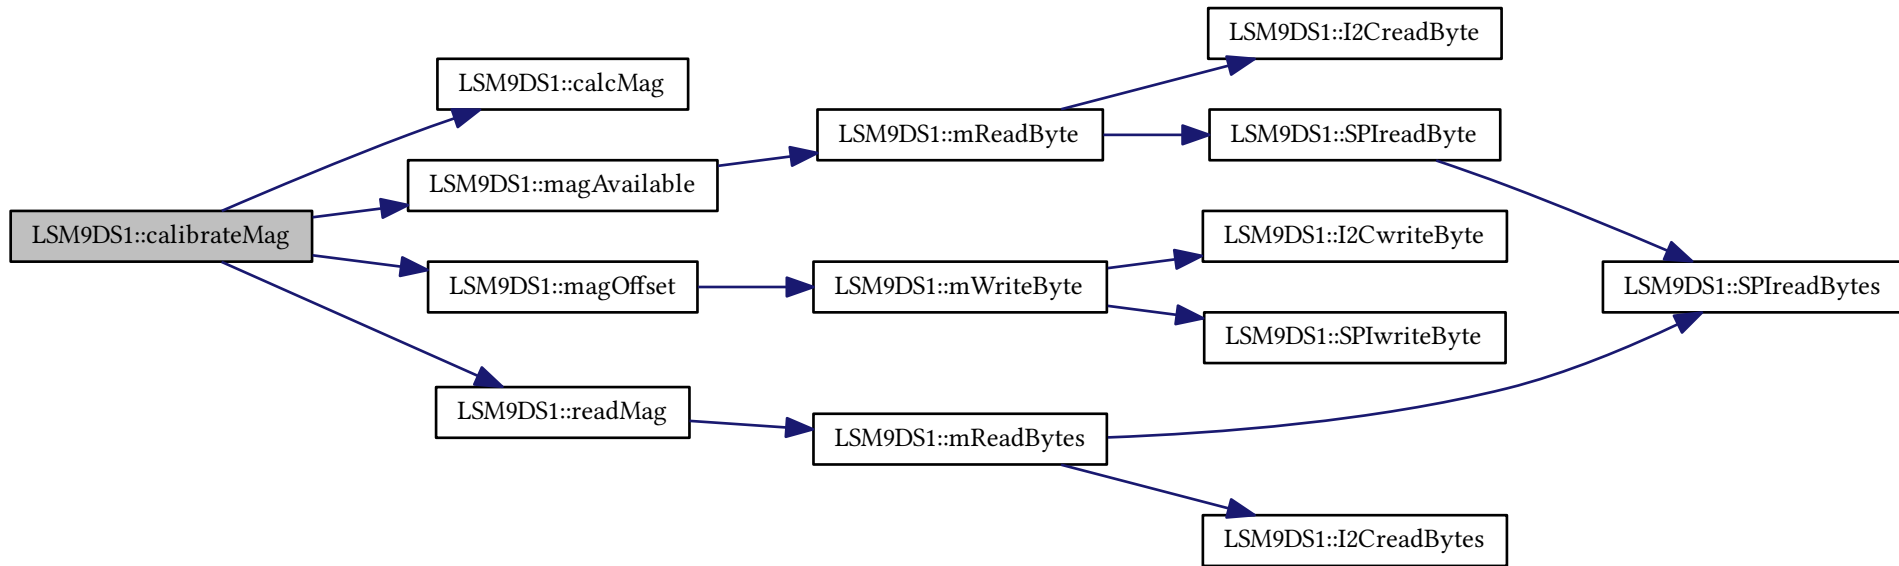 LSM9DS1::calibrateMag
LSM9DS1::calcMag
LSM9DS1::magAvailable
LSM9DS1::magOffset
LSM9DS1::readMag
LSM9DS1::mReadByte
LSM9DS1::mWriteByte
LSM9DS1::mReadBytes
LSM9DS1::I2CreadByte
LSM9DS1::SPIreadByte
LSM9DS1::I2CwriteByte
LSM9DS1::SPIwriteByte
LSM9DS1::I2CreadBytes
LSM9DS1::SPIreadBytes